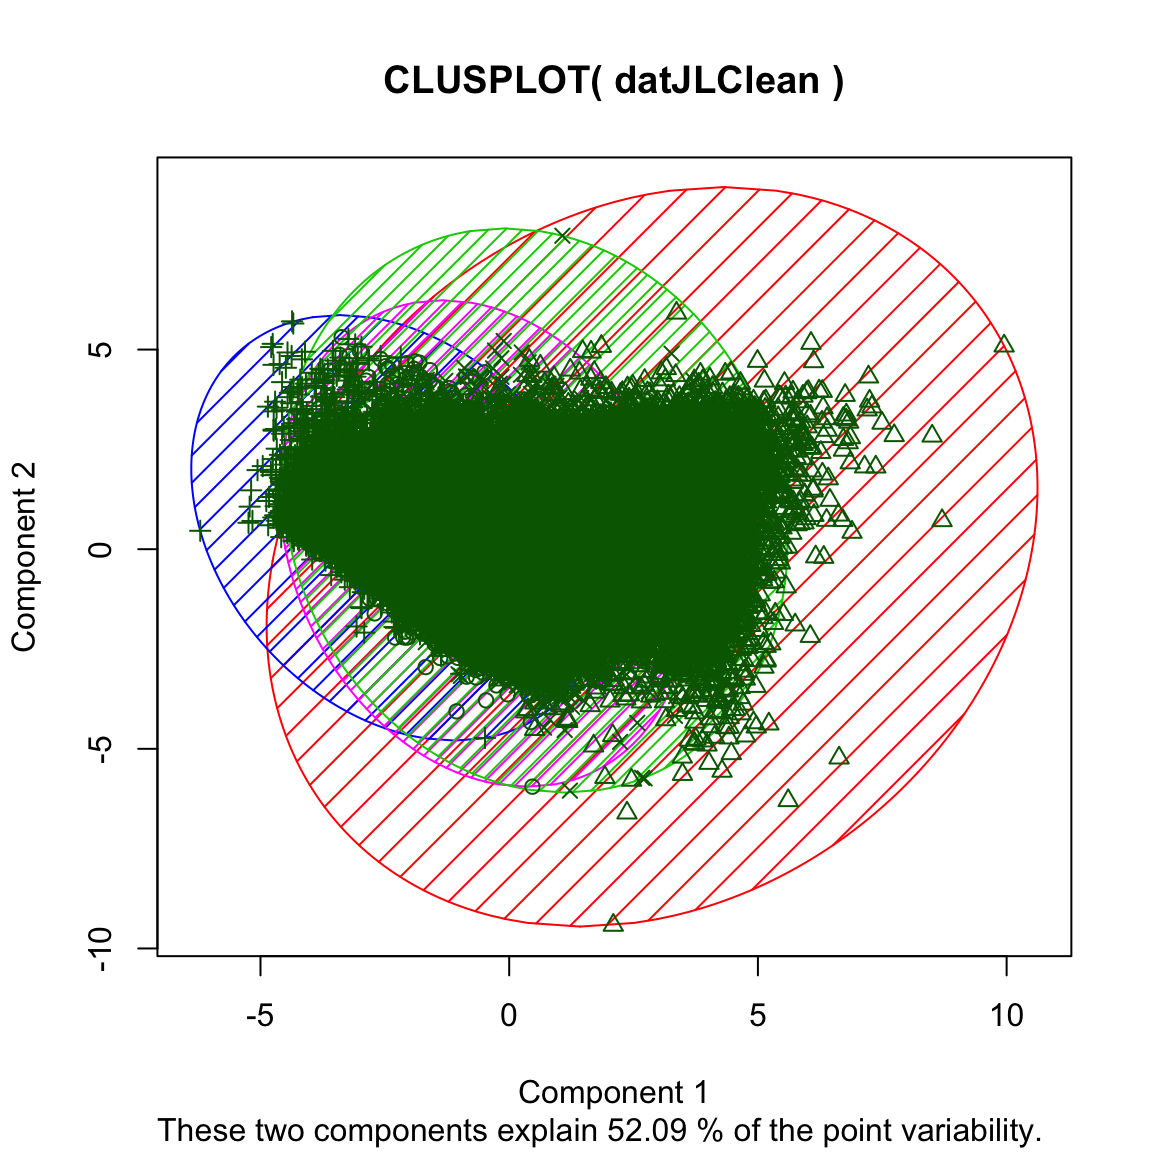 CLUSPLOT( datJLClean )
Component 2
5
0
-5
-10
-5 0 5 10
Component 1
These two components explain 52.09 % of the point variability.